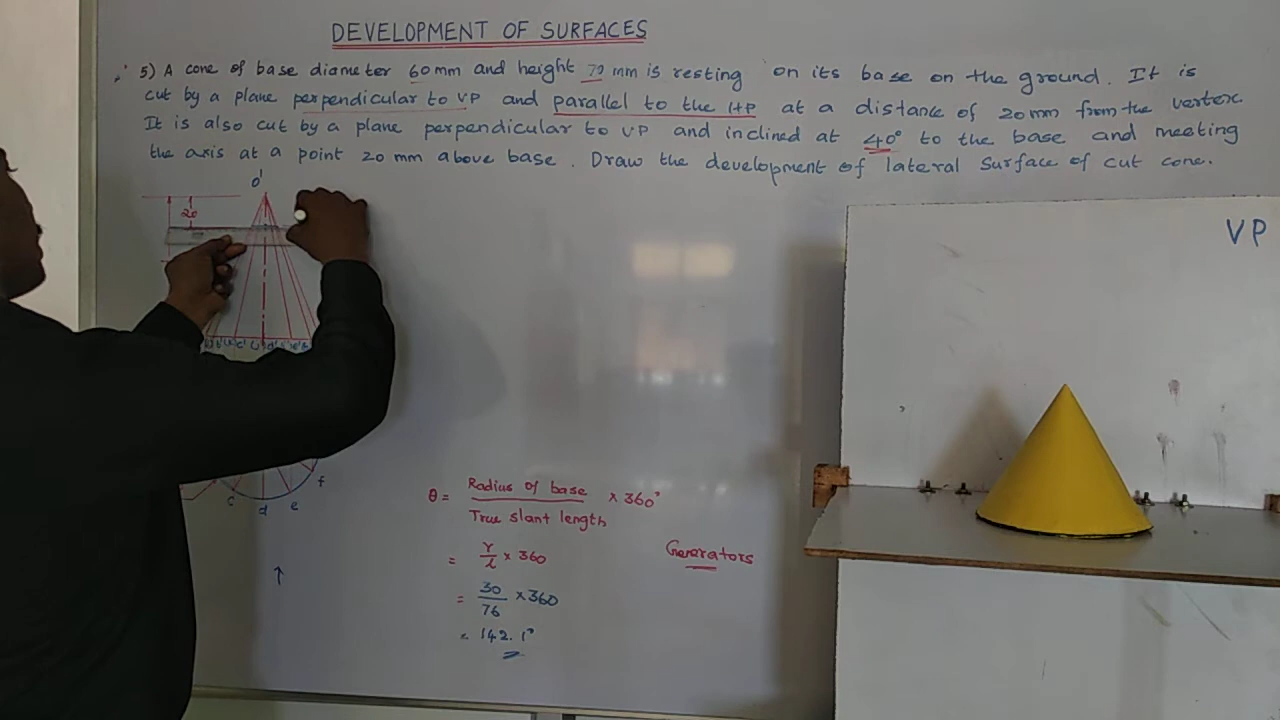 DEVELOPMENT OF SURFACES
5) A cone of base diameter 60mm and height 70 mm is resting on its base on the ground. It is
cut by a plane perpendicular to VP and parallel to the HP at a distance of 20mm from the vertex.
It is also cut by a plane perpendicular to VP and inclined at 40° to the base and meeting
the axis at a point 20 mm above base. Draw the development of lateral surface of cut cone.
o'
20
VP
c d e f
θ = Radius of base / True slant length × 360°
= r/l × 360
= 30/76 × 360
= 142.1°
Generators